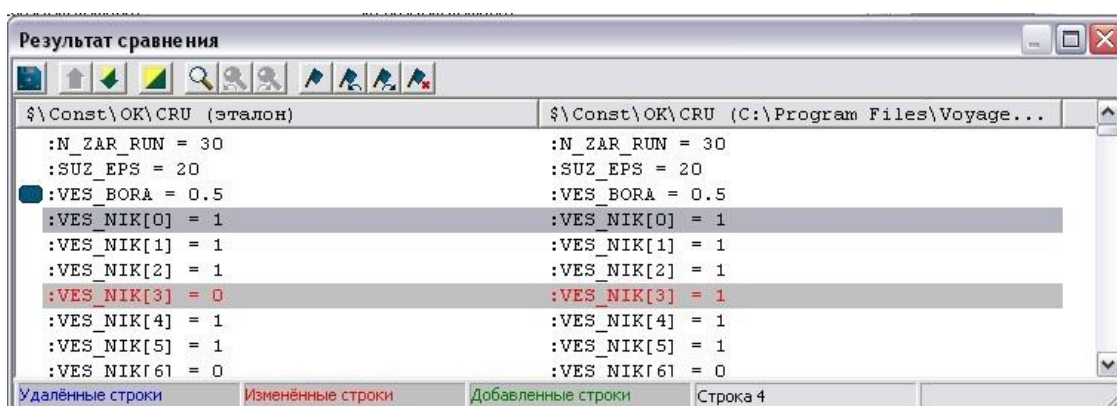 Результат сравнения
$\Const\OK\CRU (эталон) $\Const\OK\CRU (C:\Program Files\Voyage...
:N_ZAR_RUN = 30 :N_ZAR_RUN = 30
:SUZ_EPS = 20 :SUZ_EPS = 20
:VES_BORA = 0.5 :VES_BORA = 0.5
:VES_NIK[0] = 1 :VES_NIK[0] = 1
:VES_NIK[1] = 1 :VES_NIK[1] = 1
:VES_NIK[2] = 1 :VES_NIK[2] = 1
:VES_NIK[3] = 0 :VES_NIK[3] = 1
:VES_NIK[4] = 1 :VES_NIK[4] = 1
:VES_NIK[5] = 1 :VES_NIK[5] = 1
:VES_NIK[6] = 0 :VES_NIK[6] = 0
Удалённые строки Изменённые строки Добавленные строки Строка 4